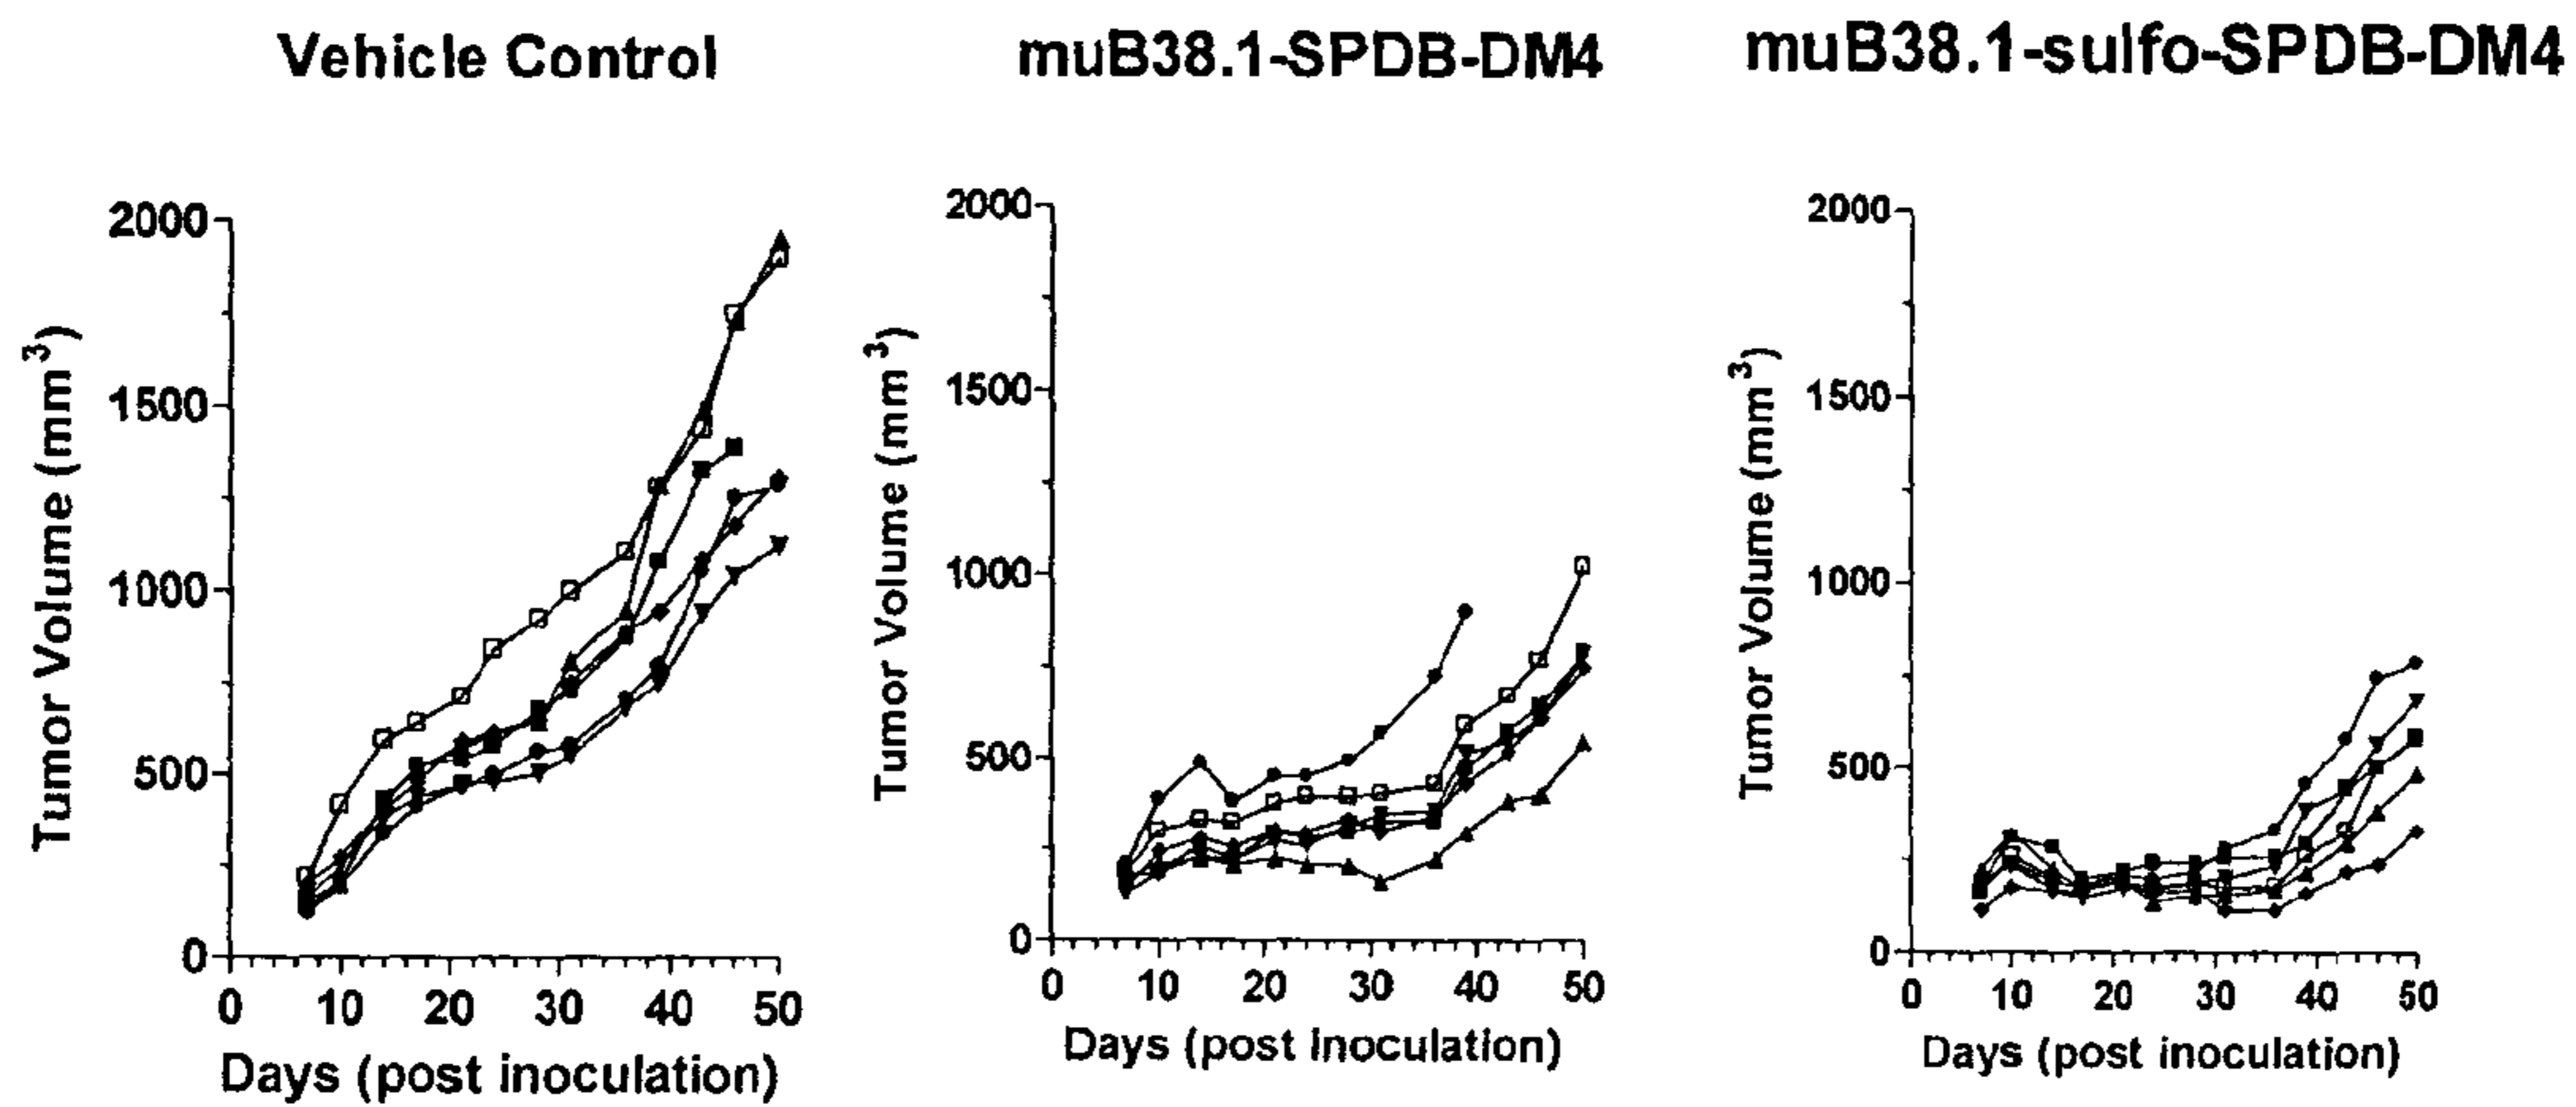 Vehicle Control
muB38.1-SPDB-DM4
muB38.1-sulfo-SPDB-DM4
Tumor Volume (mm³)
2000
1500
1000
500
0
0 10 20 30 40 50
Days (post inoculation)
Tumor Volume (mm³)
2000
1500
1000
500
0
0 10 20 30 40 50
Days (post Inoculation)
Tumor Volume (mm³)
2000
1500
1000
500
0
0 10 20 30 40 50
Days (post inoculation)